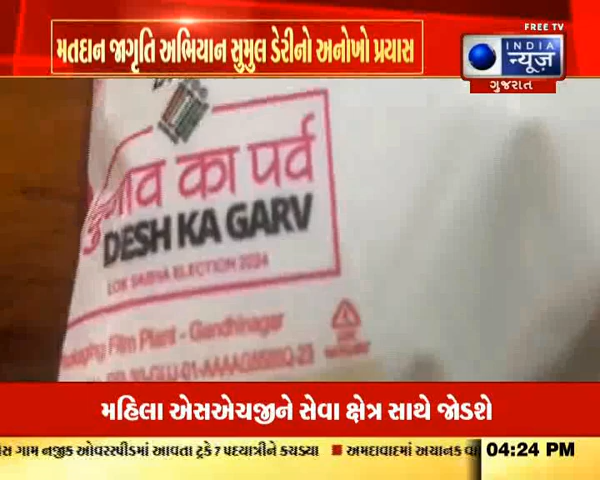 FREE TV
મતદાન જાગૃતિ અભિયાન સુમુલ ડેરીનો અનોખો પ્રયાસ
INDIA
न्यूज़
ગુજરાત
का पर्व
DESH KA GARV
LOK SABHA ELECTION 2024
Film Plant - Gandhinagar
મહિલા એસએચજીને સેવા ક્ષેત્ર સાથે જોડશે
ગામ નજીક ઓવરસ્પીડમાં આવતા ટ્રકે 7 પદયાત્રીને કચડ્યા ■ અમદાવાદમાં અચાનક
04:24 PM